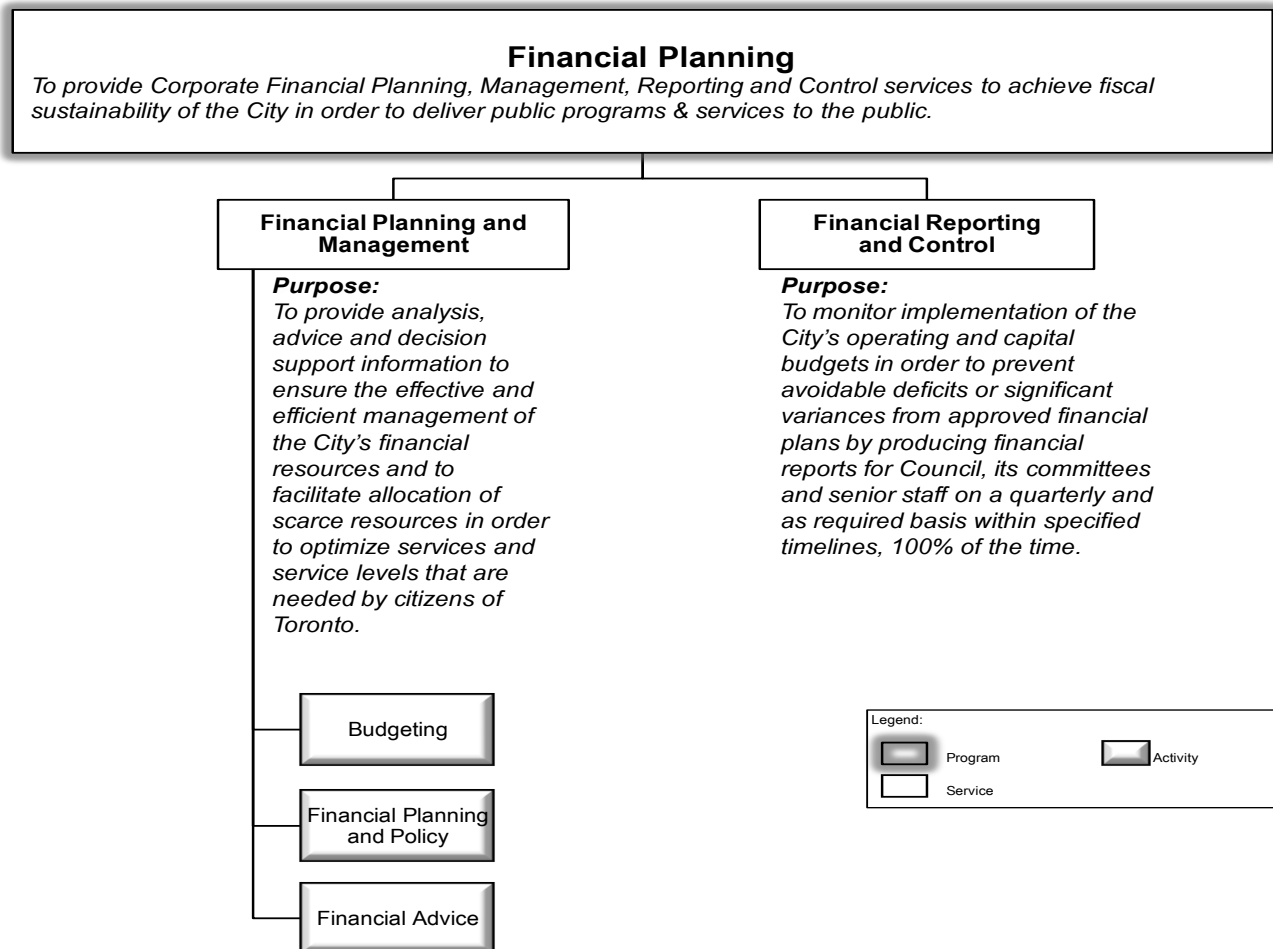 Financial Planning
To provide Corporate Financial Planning, Management, Reporting and Control services to achieve fiscal
sustainability of the City in order to deliver public programs & services to the public.
Financial Planning and
Management
Purpose:
To provide analysis,
advice and decision
support information to
ensure the effective and
efficient management of
the City's financial
resources and to
facilitate allocation of
scarce resources in order
to optimize services and
service levels that are
needed by citizens of
Toronto.
Budgeting
Financial Planning
and Policy
Financial Advice
Financial Reporting
and Control
Purpose:
To monitor implementation of the
City's operating and capital
budgets in order to prevent
avoidable deficits or significant
variances from approved financial
plans by producing financial
reports for Council, its committees
and senior staff on a quarterly and
as required basis within specified
timelines, 100% of the time.
Legend:
Program
Activity
Service